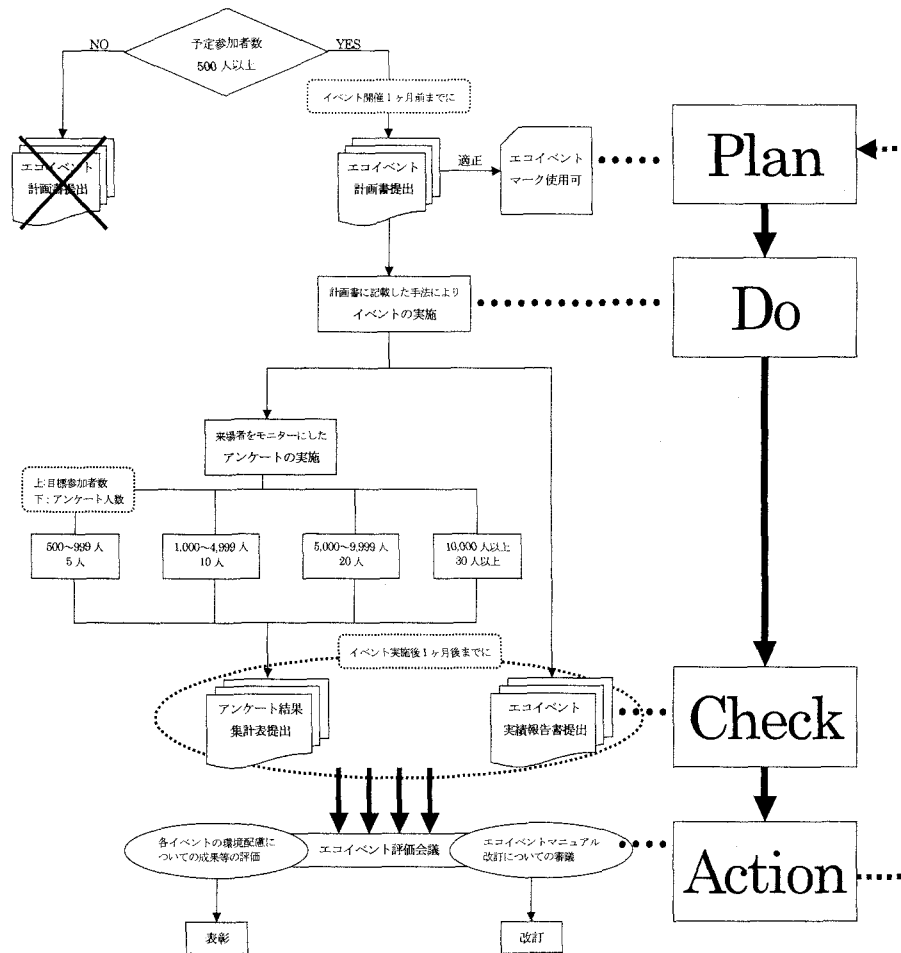 予定参加者数
500人以上
NO
YES
イベント開催1ヶ月前までに
エコイベント
計画書提出
エコイベント
計画書提出
適正
エコイベント
マーク使用可
Plan
計画書に記載した手法により
イベントの実施
Do
来場者をモニターにした
アンケートの実施
上:目標参加者数
下:アンケート人数
500～999人
5人
1,000～4,999人
10人
5,000～9,999人
20人
10,000人以上
30人以上
イベント実施後1ヶ月後までに
アンケート結果
集計表提出
エコイベント
実績報告書提出
Check
各イベントの環境配慮に
ついての成果等の評価
エコイベント評価会議
エコイベントマニュアル
改訂についての審議
Action
表彰
改訂